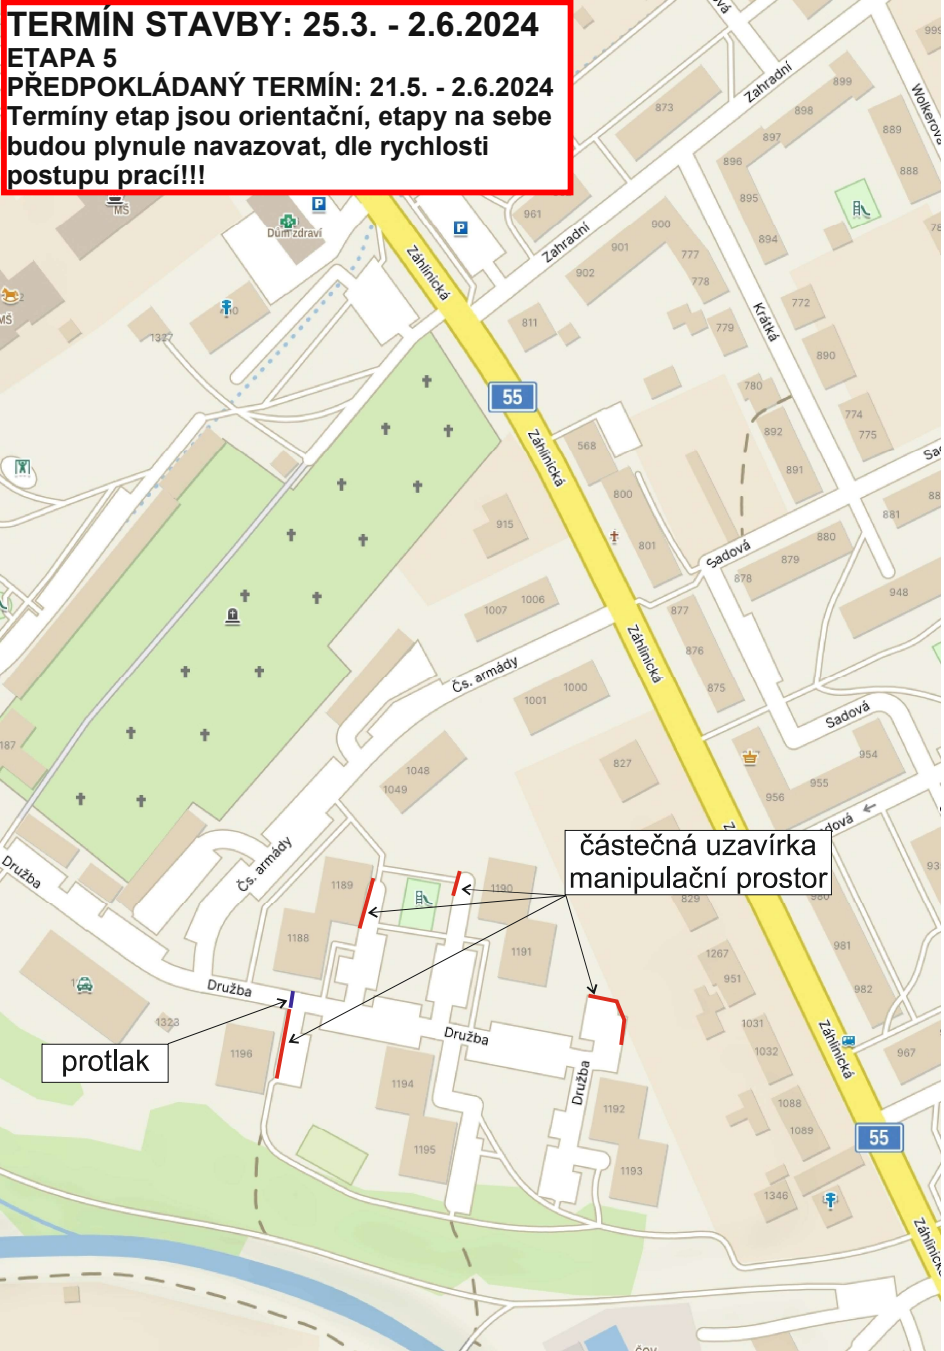 TERMÍN STAVBY: 25.3. - 2.6.2024
ETAPA 5
PŘEDPOKLÁDANÝ TERMÍN: 21.5. - 2.6.2024
Termíny etap jsou orientační, etapy na sebe
budou plynule navazovat, dle rychlosti
postupu prací!!!
Zahradní
899
873
898
897
889
888
896
895
894
Wolkerova
MŠ
P
Dům zdraví
P
961
Zahradní
900
901
902
777
778
Záhlinická
MŠ
1337
811
779
Krátká
772
890
55
780
774
775
892
891
Záhlinická
568
800
801
915
Sadová
878
879
880
881
948
1007
1006
877
876
875
Záhlinická
Čs. armády
1001
1000
Sadová
187
1048
1049
827
954
955
956
Družba
Čs. armády
částečná uzavírka
manipulační prostor
1189
1190
829
980
1188
1191
981
982
1267
951
Družba
1323
protlak
1196
Družba
1031
1032
Záhlinická
967
1194
Družba
1192
1088
1089
55
1195
1193
1346
Záhlinická
ČOV